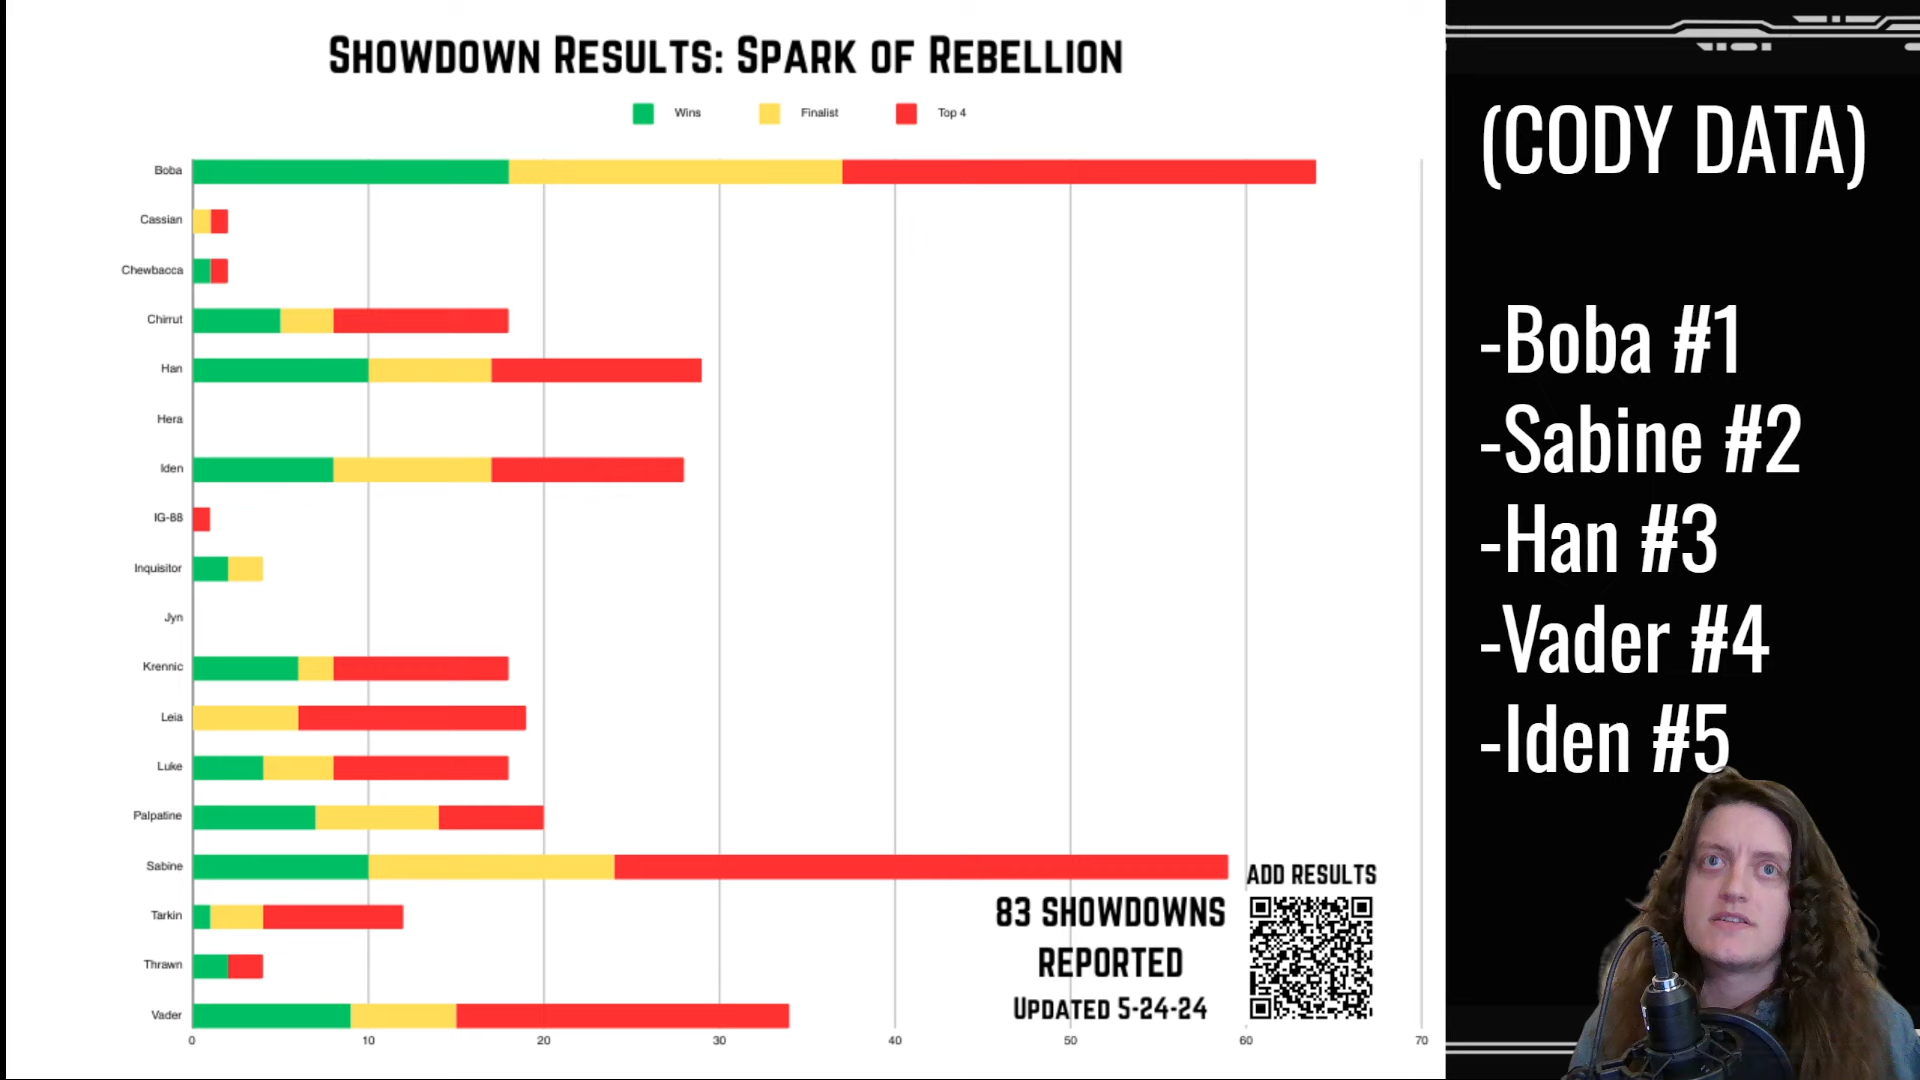 SHOWDOWN RESULTS: SPARK OF REBELLION
Wins Finalist Top 4
Boba
Cassian
Chewbacca
Chirrut
Han
Hera
Iden
IG-88
Inquisitor
Jyn
Krennic
Leia
Luke
Palpatine
Sabine
Tarkin
Thrawn
Vader
0 10 20 30 40 50 60 70
83 SHOWDOWNS
REPORTED
UPDATED 5-24-24
ADD RESULTS
(CODY DATA)
-Boba #1
-Sabine #2
-Han #3
-Vader #4
-Iden #5